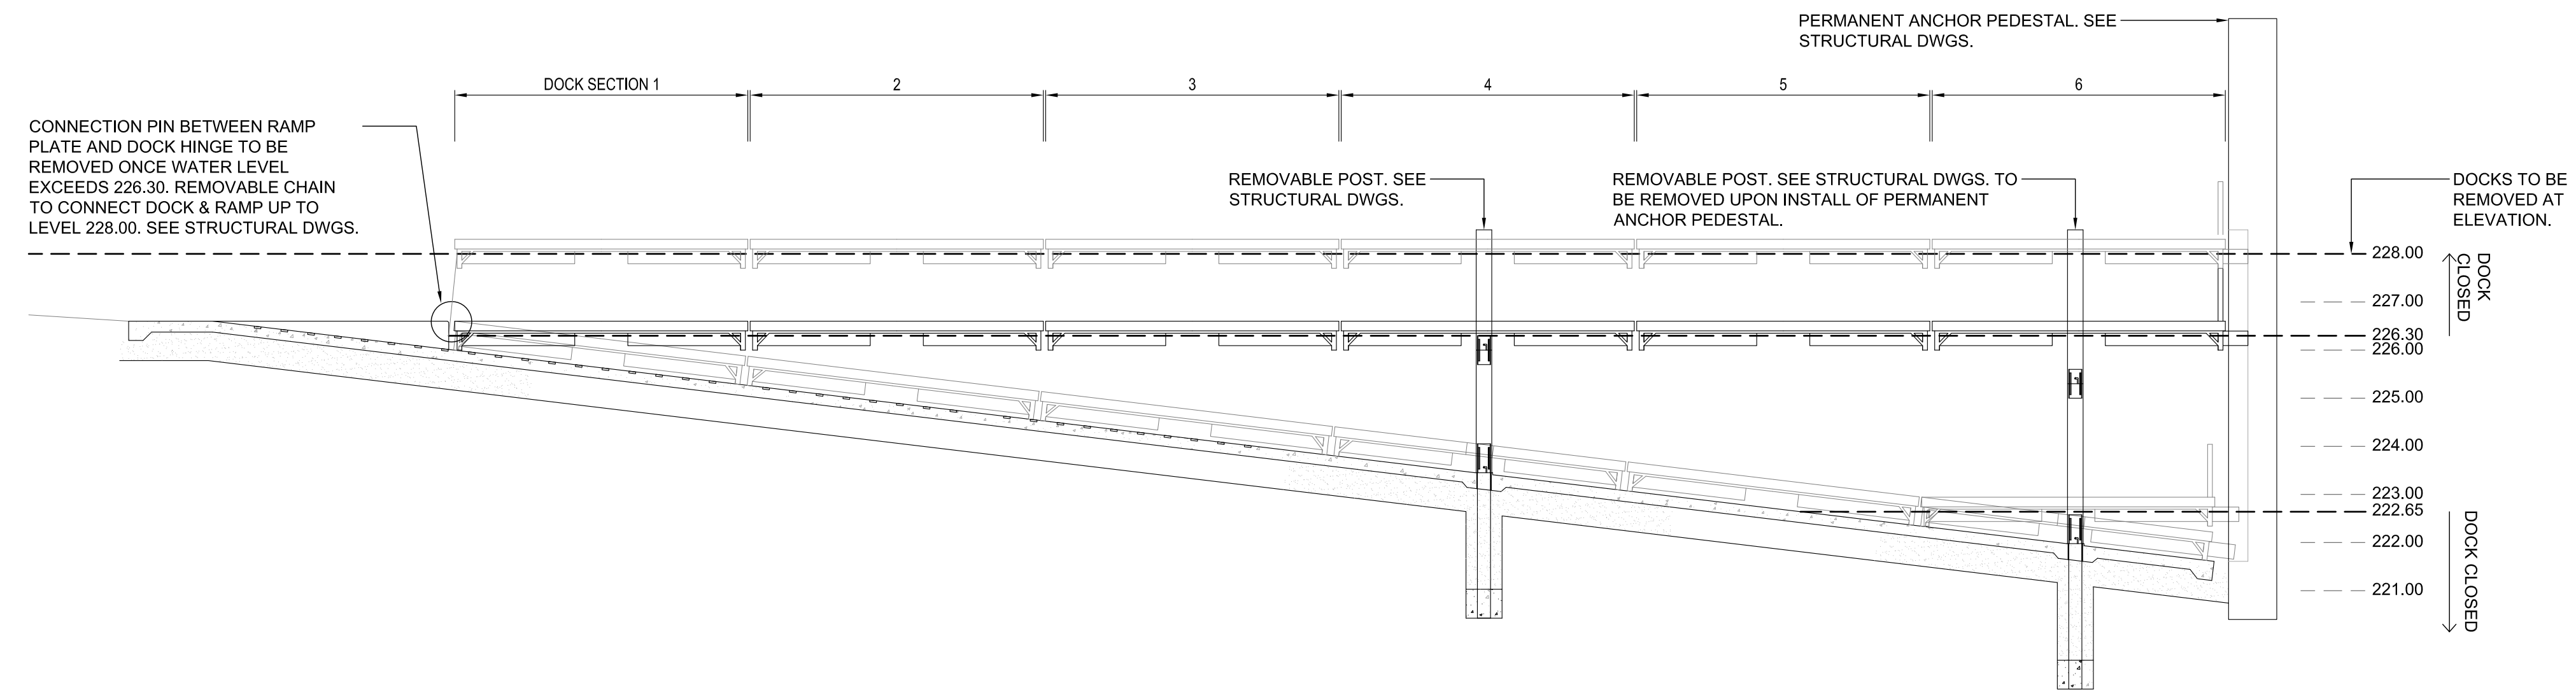 PERMANENT ANCHOR PEDESTAL. SEE
STRUCTURAL DWGS.
DOCK SECTION 1
2
3
4
5
6
CONNECTION PIN BETWEEN RAMP
PLATE AND DOCK HINGE TO BE
REMOVED ONCE WATER LEVEL
EXCEEDS 226.30. REMOVABLE CHAIN
TO CONNECT DOCK & RAMP UP TO
LEVEL 228.00. SEE STRUCTURAL DWGS.
REMOVABLE POST. SEE
STRUCTURAL DWGS.
REMOVABLE POST. SEE STRUCTURAL DWGS. TO
BE REMOVED UPON INSTALL OF PERMANENT
ANCHOR PEDESTAL.
DOCKS TO BE
REMOVED AT
ELEVATION.
228.00
227.00
226.30
226.00
225.00
224.00
223.00
222.65
222.00
221.00
DOCK
CLOSED
DOCK CLOSED